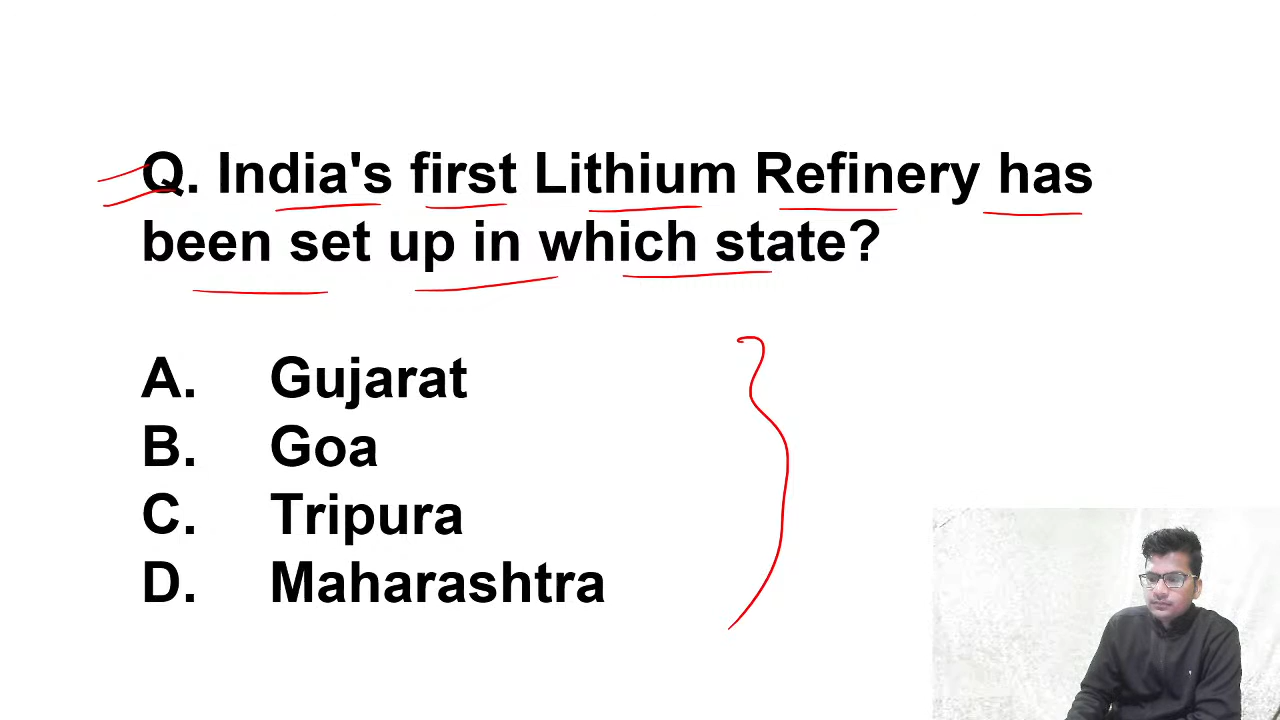 Q. India's first Lithium Refinery has
been set up in which state?
A. Gujarat
B. Goa
C. Tripura
D. Maharashtra